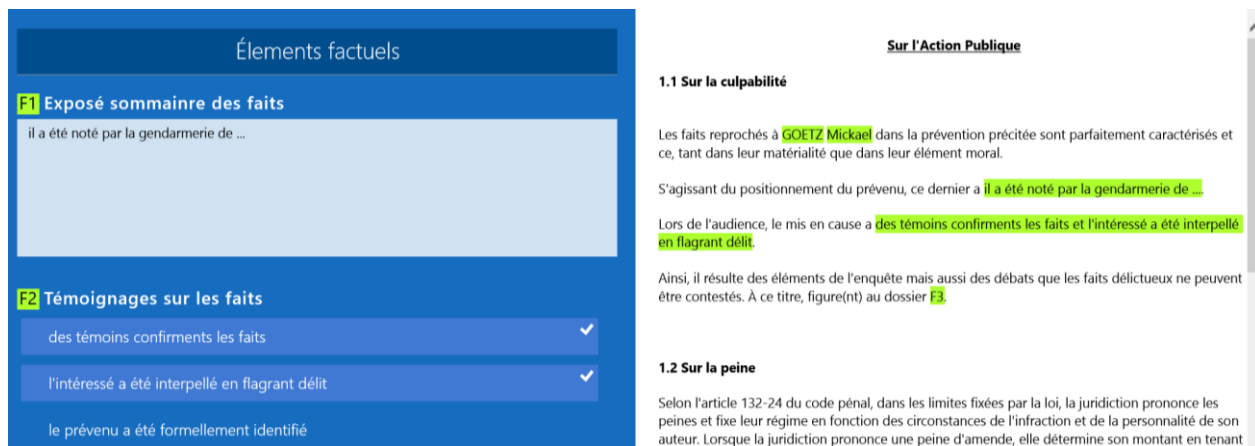 Élements factuels
F1 Exposé sommainre des faits
il a été noté par la gendarmerie de ...
F2 Témoignages sur les faits
des témoins confirments les faits
l'intéressé a été interpellé en flagrant délit
le prévenu a été formellement identifié
Sur l'Action Publique
1.1 Sur la culpabilité
Les faits reprochés à GOETZ Mickael dans la prévention précitée sont parfaitement caractérisés et
ce, tant dans leur matérialité que dans leur élément moral.
S'agissant du positionnement du prévenu, ce dernier a il a été noté par la gendarmerie de ....
Lors de l'audience, le mis en cause a des témoins confirments les faits et l'intéressé a été interpellé
en flagrant délit.
Ainsi, il résulte des éléments de l'enquête mais aussi des débats que les faits délictueux ne peuvent
être contestés. À ce titre, figure(nt) au dossier F3.
1.2 Sur la peine
Selon l'article 132-24 du code pénal, dans les limites fixées par la loi, la juridiction prononce les
peines et fixe leur régime en fonction des circonstances de l'infraction et de la personnalité de son
auteur. Lorsque la juridiction prononce une peine d'amende, elle détermine son montant en tenant